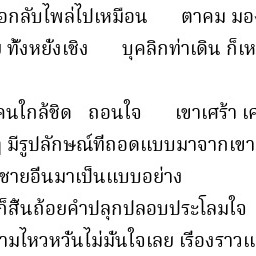 อกลับไพล่ไปเหมือน ตาคม มอง
ทั้งหยั่งเชิง บุคลิกท่าเดิน ก็เห
คนใกล้ชิด ถอนใจ เขาเศร้า เค
มีรูปลักษณ์ที่ถอดแบบมาจากเขา
ชายอื่นมาเป็นแบบอย่าง
ก็สั่นถ้อยคำปลุกปลอบประโลมใจ
ามไหวหวั่นไม่มั่นใจเลย เรื่องราวแ